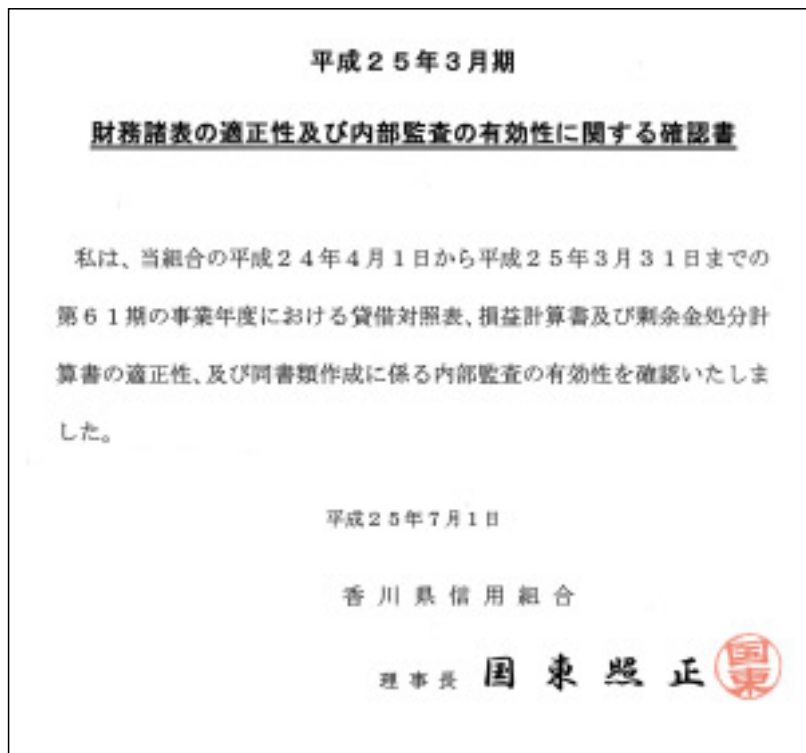 平成２５年３月期
財務諸表の適正性及び内部監査の有効性に関する確認書
私は、当組合の平成２４年４月１日から平成２５年３月３１日までの
第６１期の事業年度における貸借対照表、損益計算書及び剰余金処分計
算書の適正性、及び同書類作成に係る内部監査の有効性を確認いたしま
した。
平成２５年７月１日
香川県信用組合
理事長 国東照正 国東